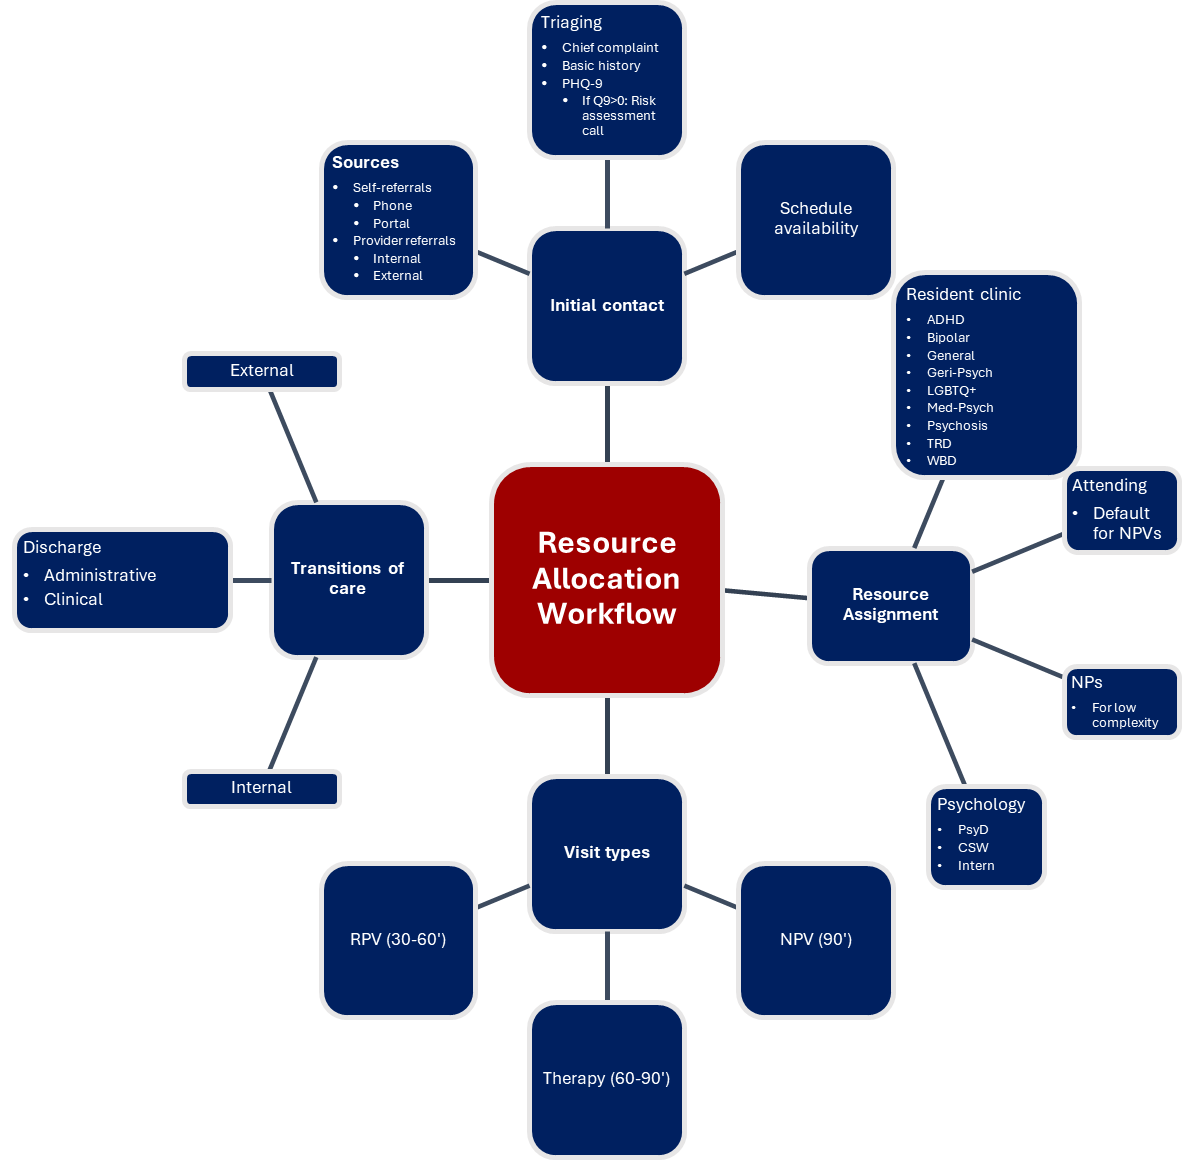 Triaging
• Chief complaint
• Basic history
• PHQ-9
• If Q9>0: Risk
assessment
call
Sources
• Self-referrals
• Phone
• Portal
• Provider referrals
• Internal
• External
Schedule
availability
Initial contact
Resident clinic
• ADHD
• Bipolar
• General
• Geri-Psych
• LGBTQ+
• Med-Psych
• Psychosis
• TRD
• WBD
External
Attending
• Default
for NPVs
Resource
Allocation
Workflow
Transitions of
care
Discharge
• Administrative
• Clinical
Resource
Assignment
NPs
• For low
complexity
Internal
Psychology
• PsyD
• CSW
• Intern
Visit types
RPV (30-60')
NPV (90')
Therapy (60-90')